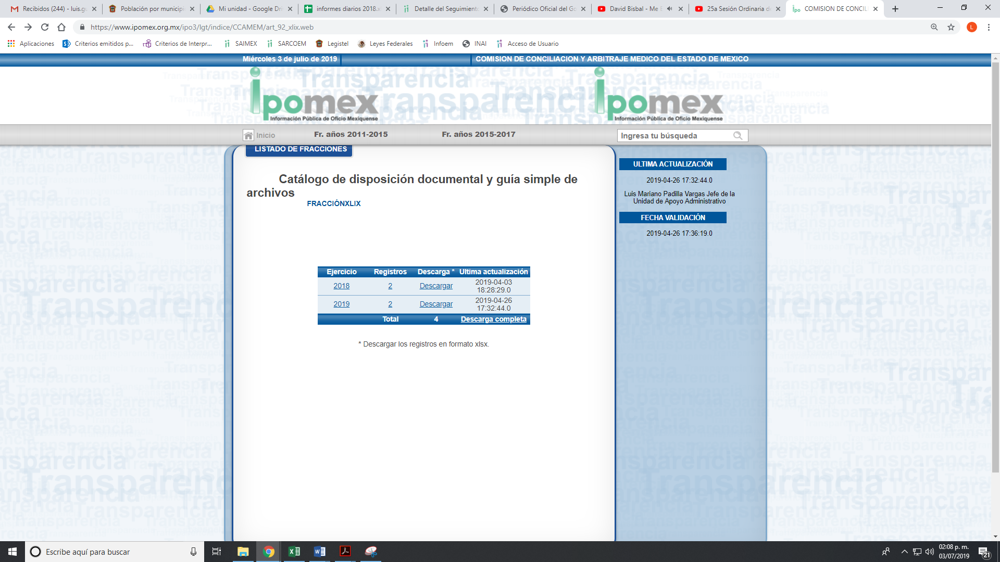 Recibidos (244) - luis.gu
Población por municipi
Mi unidad - Google Dri
informes diarios 2018.x
Detalle del Seguimiento
Periódico Oficial del Go
David Bisbal - Me E
25a Sesión Ordinaria de
COMISION DE CONCIL
https://www.ipomex.org.mx/ipo3/lgt/indice/CCAMEM/art_92_xlix.web
L
Aplicaciones
Criterios emitidos p...
Criterios de Interpr...
SAIMEX
SARCOEM
Legistel
Leyes Federales
Infoem
INAI
Acceso de Usuario
Miércoles 3 de julio de 2019
COMISION DE CONCILIACION Y ARBITRAJE MEDICO DEL ESTADO DE MEXICO
ipomex
Información Pública de Oficio Mexiquense
ipomex
Información Pública de Oficio Mexiquense
Inicio
Fr. años 2011-2015
Fr. años 2015-2017
Ingresa tu búsqueda
LISTADO DE FRACCIONES
Catálogo de disposición documental y guía simple de
archivos
FRACCIÓNXLIX
ULTIMA ACTUALIZACIÓN
2019-04-26 17:32:44.0
Luis Mariano Padilla Vargas Jefe de la
Unidad de Apoyo Administrativo
FECHA VALIDACIÓN
2019-04-26 17:36:19.0
Ejercicio Registros Descarga * Ultima actualización
2018 2 Descargar 2019-04-03
18:28:29.0
2019 2 Descargar 2019-04-26
17:32:44.0
Total 4 Descarga completa
* Descargar los registros en formato xlsx.
Escribe aquí para buscar
02:08 p. m.
03/07/2019
21